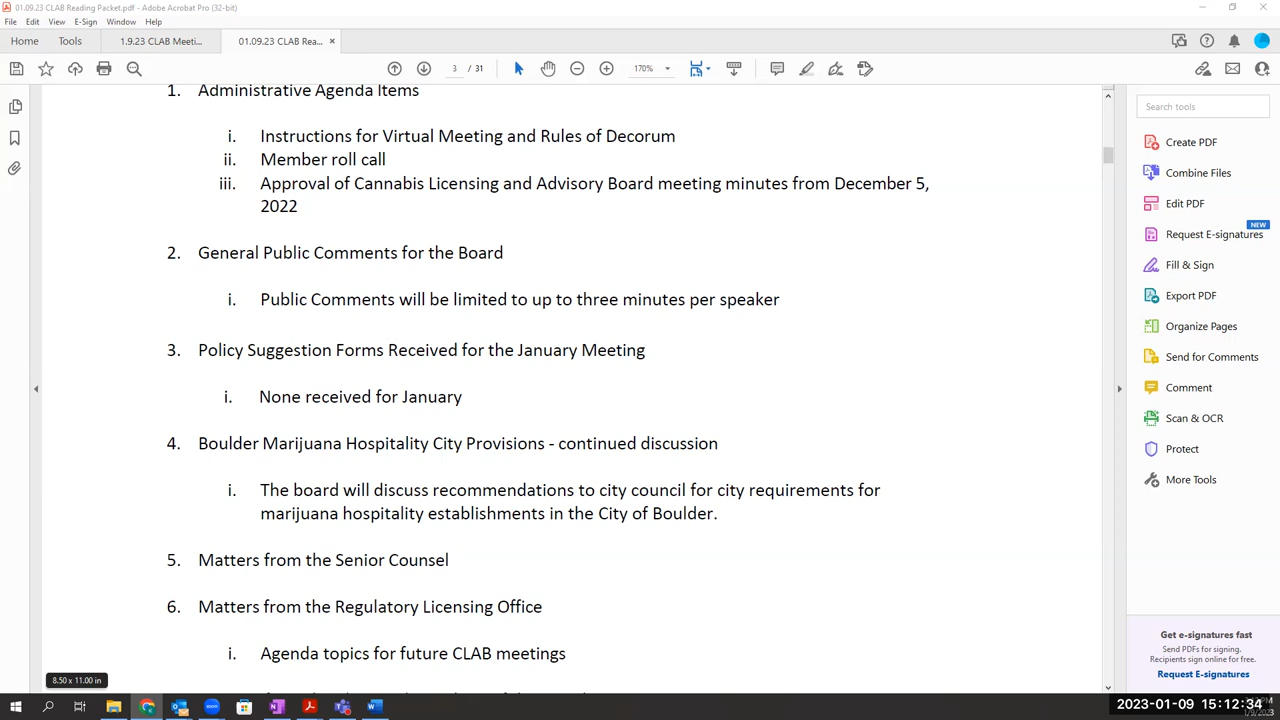 01.09.23 CLAB Reading Packet.pdf - Adobe Acrobat Pro (32-bit)
File Edit View E-Sign Window Help
Home Tools 1.9.23 CLAB Meeti... 01.09.23 CLAB Rea... ×
3 / 31 170%
1. Administrative Agenda Items
i. Instructions for Virtual Meeting and Rules of Decorum
ii. Member roll call
iii. Approval of Cannabis Licensing and Advisory Board meeting minutes from December 5,
2022
2. General Public Comments for the Board
i. Public Comments will be limited to up to three minutes per speaker
3. Policy Suggestion Forms Received for the January Meeting
i. None received for January
4. Boulder Marijuana Hospitality City Provisions - continued discussion
i. The board will discuss recommendations to city council for city requirements for
marijuana hospitality establishments in the City of Boulder.
5. Matters from the Senior Counsel
6. Matters from the Regulatory Licensing Office
i. Agenda topics for future CLAB meetings
8.50 x 11.00 in
Search tools
Create PDF
Combine Files
Edit PDF
NEW
Request E-signatures
Fill & Sign
Export PDF
Organize Pages
Send for Comments
Comment
Scan & OCR
Protect
More Tools
Get e-signatures fast
Send PDFs for signing.
Recipients sign online for free.
Request E-Signatures
2023-01-09 15:12:34